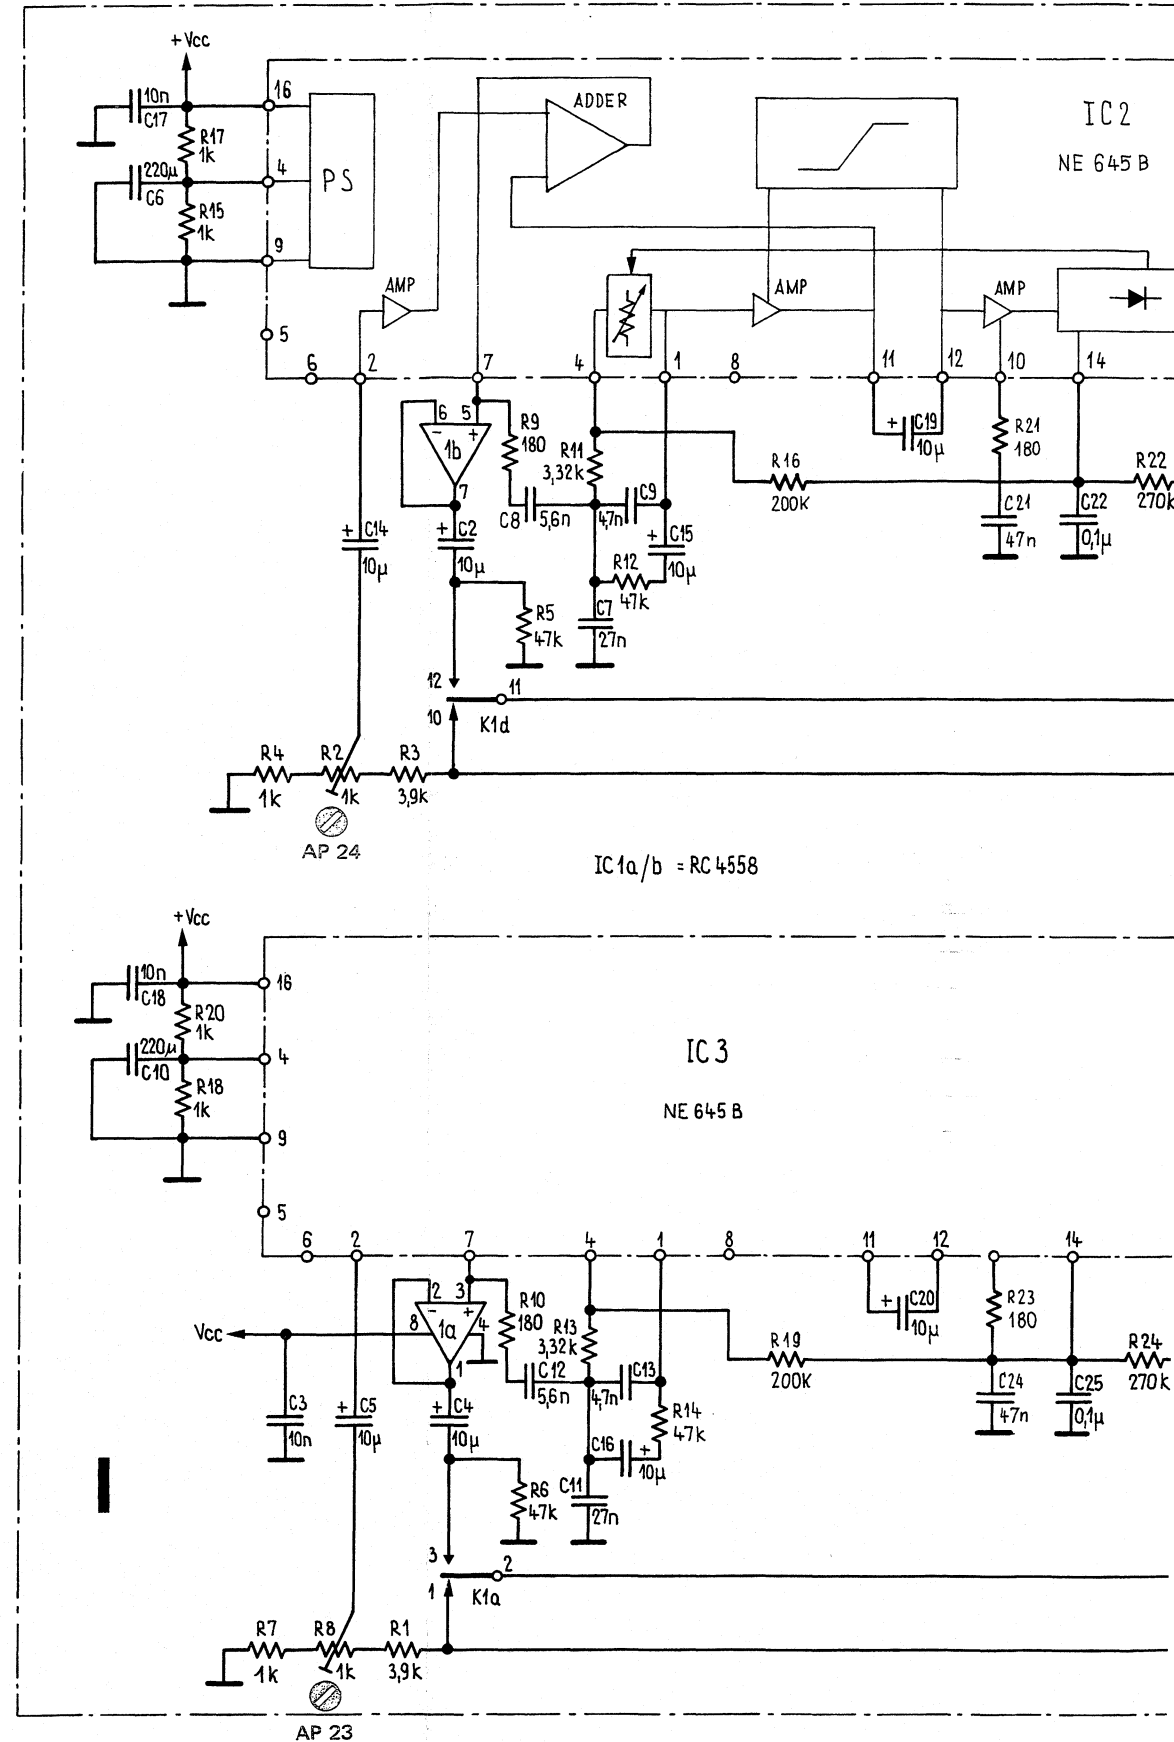 +Vcc
10n
C17
16
R17
1k
220µ
C6
4
R15
1k
9
PS
5
6
2
AMP
ADDER
7
IC2
NE 645 B
AMP
AMP
4
1
8
11
12
10
14
6
5
−
+
1b
7
R9
180
R11
3,32k
C8
5,6n
4,7n
C9
+
C15
10µ
R12
47k
C7
27n
R16
200K
+
C19
10µ
R21
180
C21
47n
C22
0,1µ
R22
270k
+
C14
10µ
+
C2
10µ
R5
47k
12
11
10
K1d
R4
1k
R2
1k
R3
3,9k
AP 24
IC1a/b = RC 4558
+Vcc
10n
C18
16
R20
1k
220µ
C10
4
R18
1k
9
5
IC3
NE 645 B
6
2
7
4
1
8
11
12
14
Vcc
2
3
−
+
8
1a
4
1
R10
180
R13
3,32k
C12
5,6n
4,7n
C13
R14
47k
C16
+
10µ
C11
27n
R19
200K
+
C20
10µ
R23
180
C24
47n
C25
0,1µ
R24
270k
C3
10n
+
C5
10µ
+
C4
10µ
R6
47k
3
2
1
K1a
R7
1k
R8
1k
R1
3,9k
AP 23